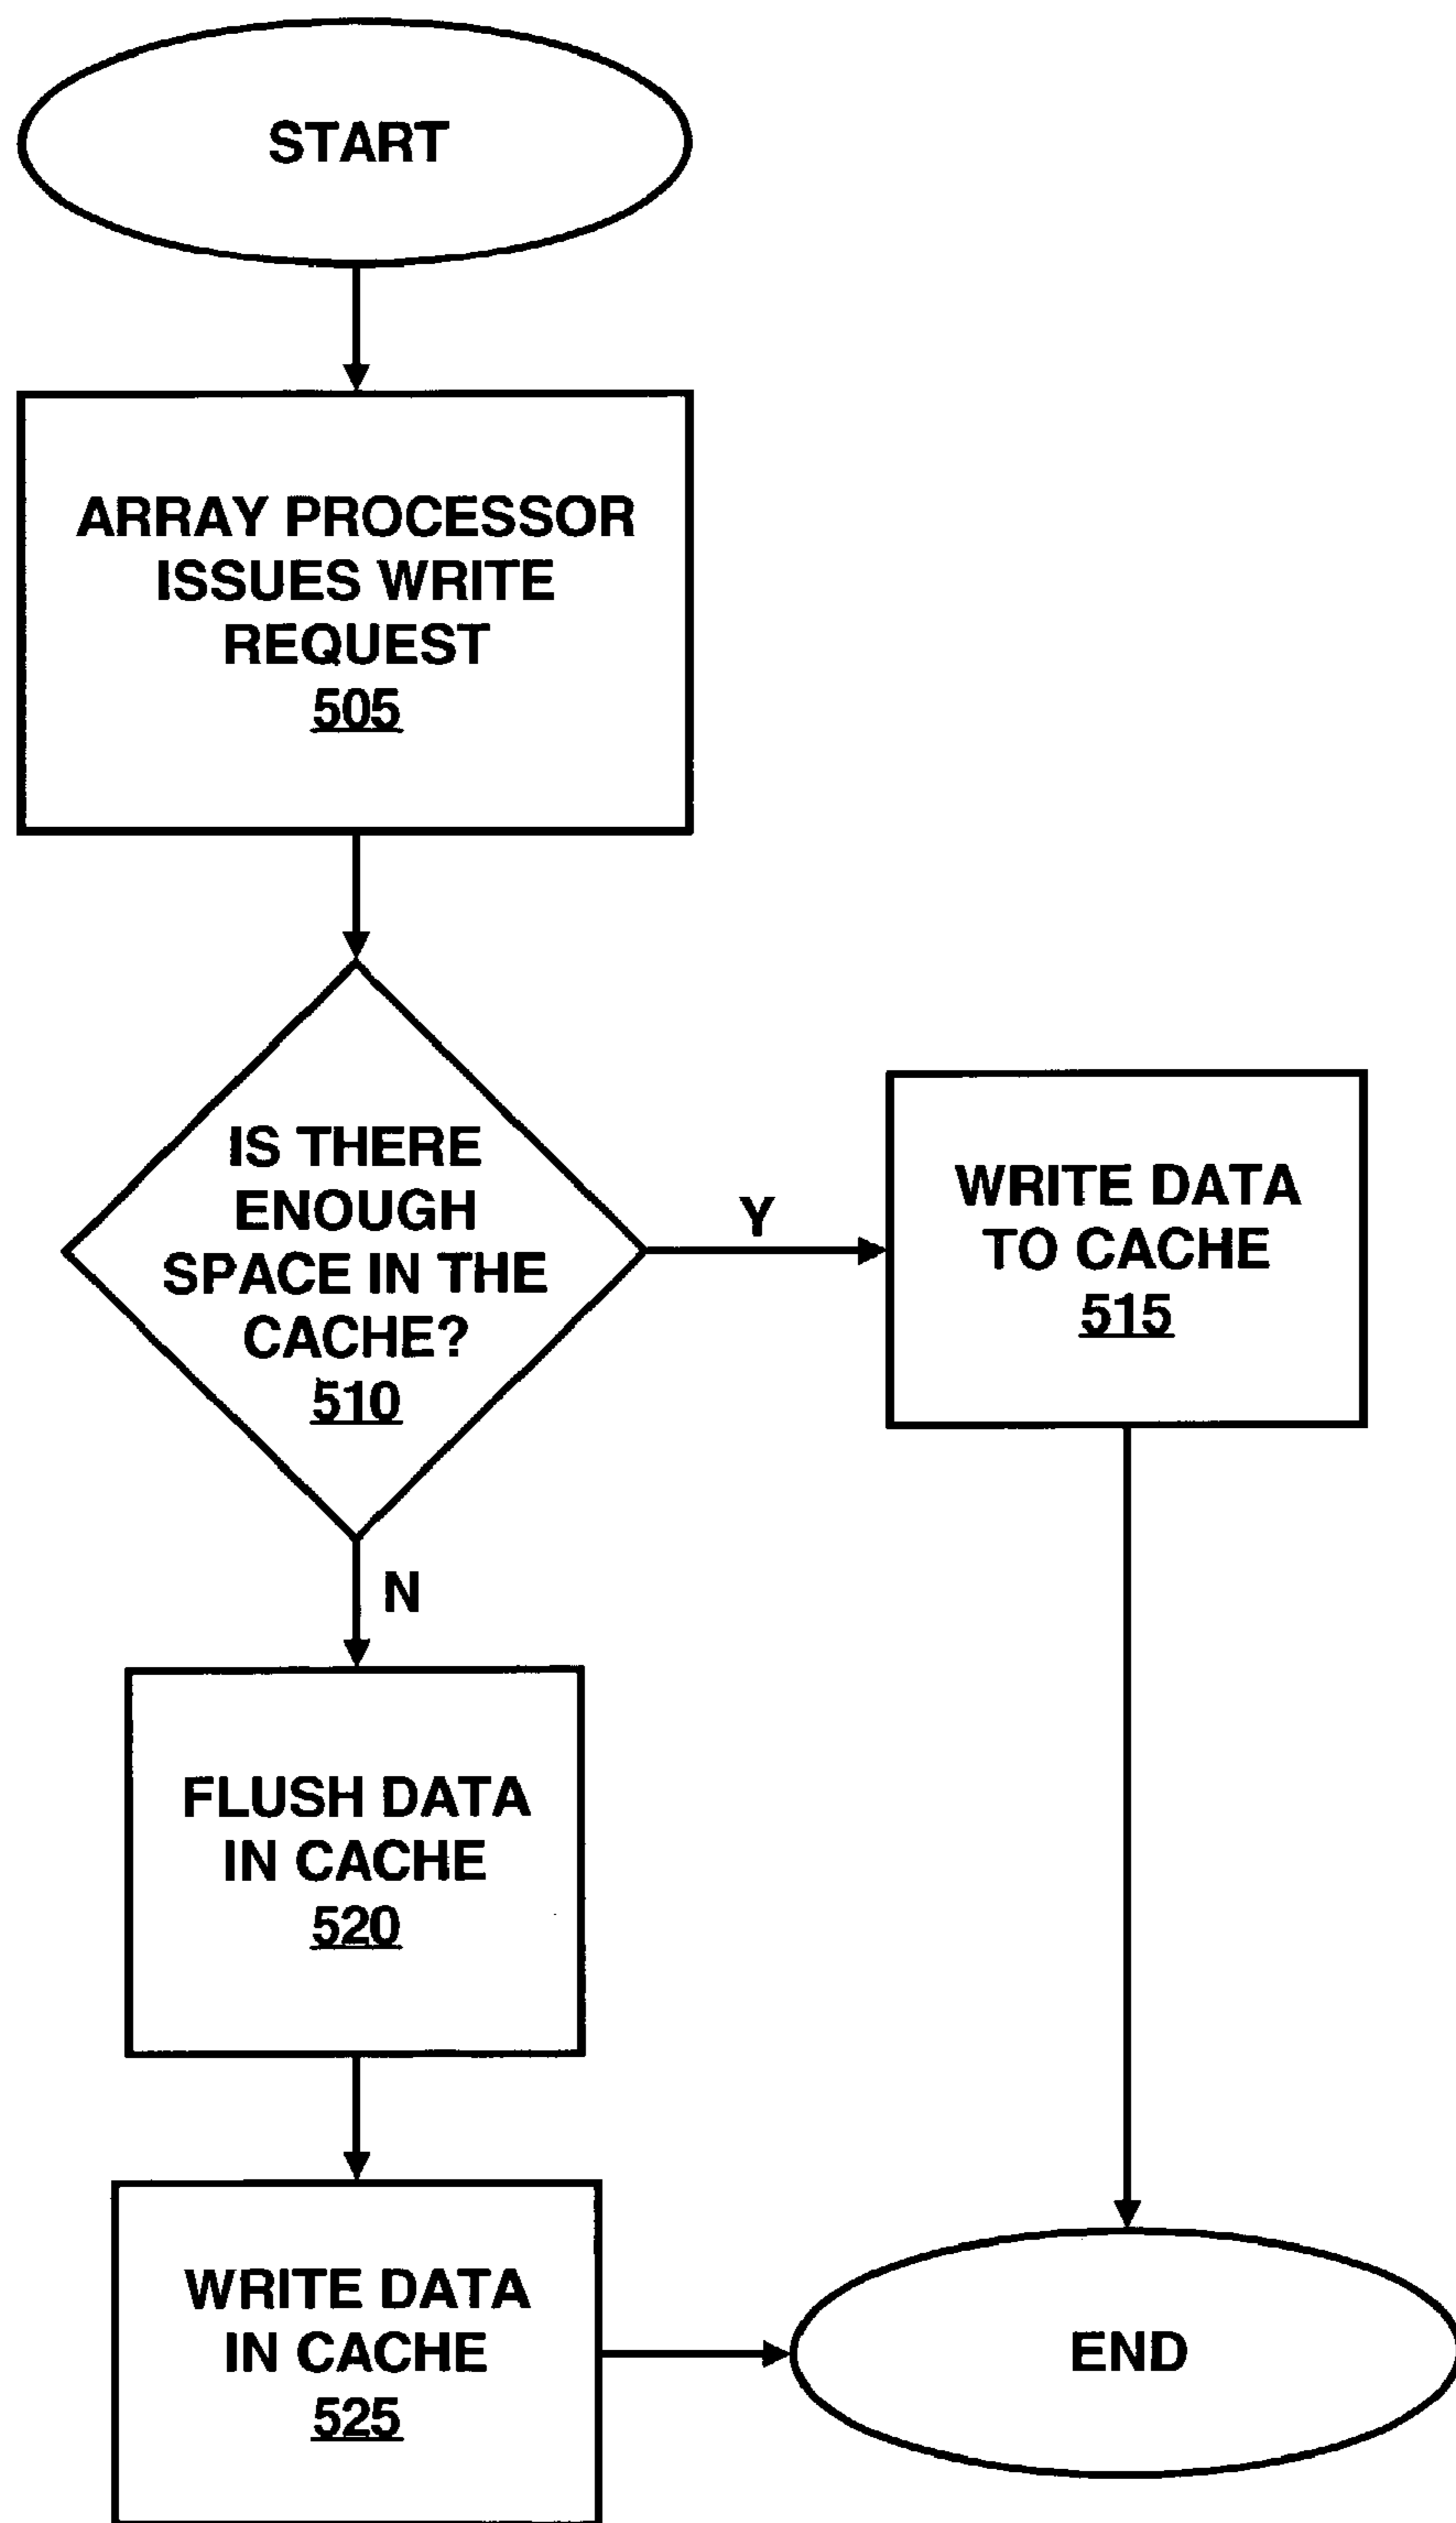 START
ARRAY PROCESSOR
ISSUES WRITE
REQUEST
505
IS THERE
ENOUGH
SPACE IN THE
CACHE?
510
Y
WRITE DATA
TO CACHE
515
N
FLUSH DATA
IN CACHE
520
WRITE DATA
IN CACHE
525
END